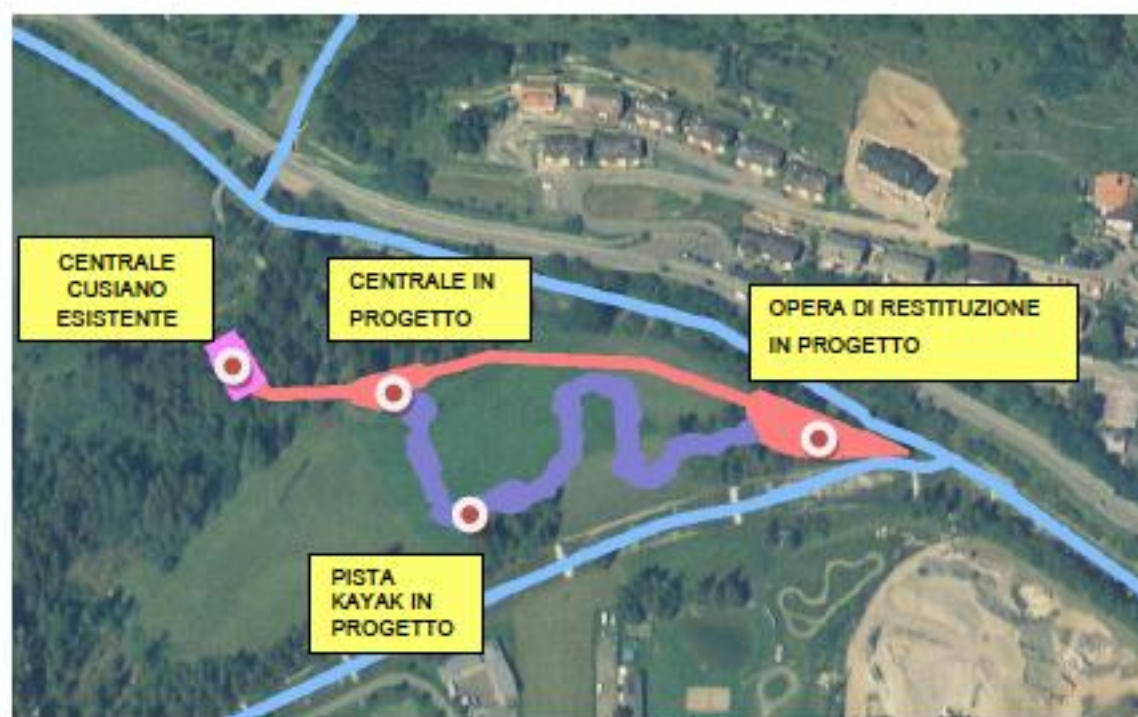 CENTRALE
CUSIANO
ESISTENTE
CENTRALE IN
PROGETTO
OPERA DI RESTITUZIONE
IN PROGETTO
PISTA
KAYAK IN
PROGETTO